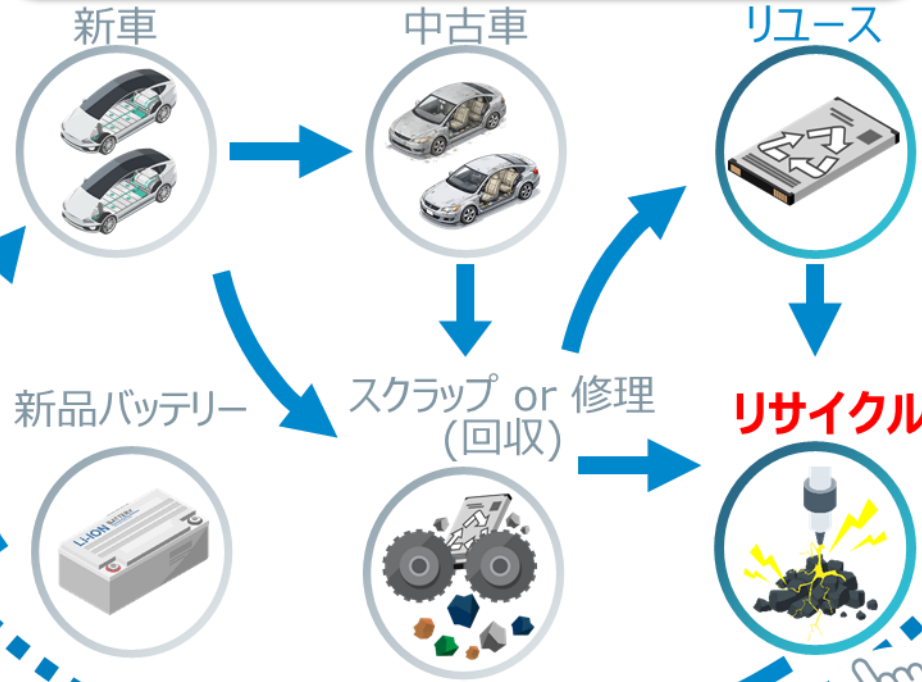 新車
中古車
リユース
新品バッテリー
スクラップ or 修理
(回収)
リサイクル
LI-ION BATTERY